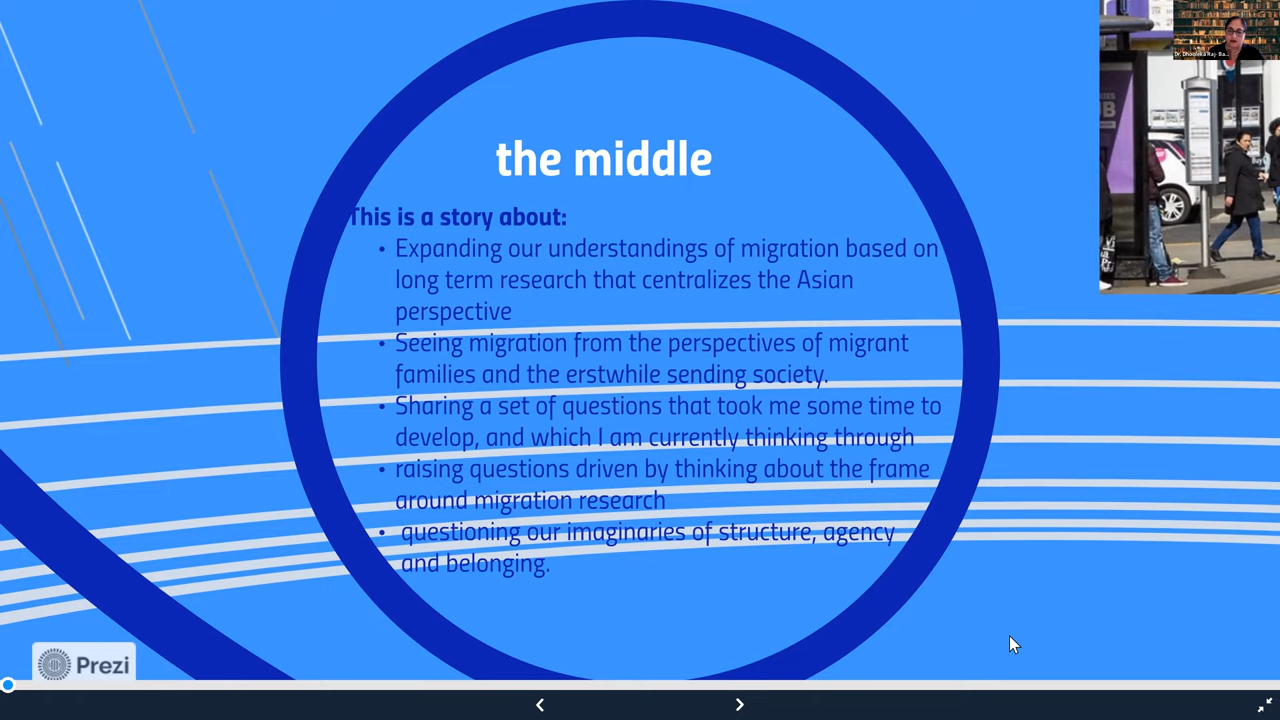 the middle
This is a story about:
• Expanding our understandings of migration based on
long term research that centralizes the Asian
perspective
• Seeing migration from the perspectives of migrant
families and the erstwhile sending society.
• Sharing a set of questions that took me some time to
develop, and which I am currently thinking through
• raising questions driven by thinking about the frame
around migration research
• questioning our imaginaries of structure, agency
and belonging.
Prezi